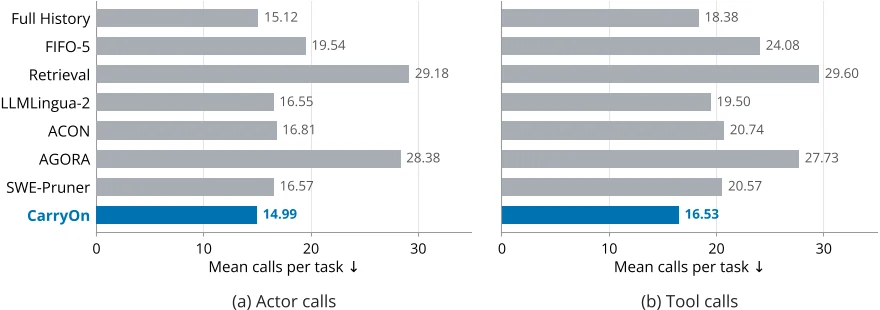 Full History 15.12 18.38
FIFO-5 19.54 24.08
Retrieval 29.18 29.60
LLMLingua-2 16.55 19.50
ACON 16.81 20.74
AGORA 28.38 27.73
SWE-Pruner 16.57 20.57
CarryOn 14.99 16.53
0 10 20 30 0 10 20 30
Mean calls per task ↓ Mean calls per task ↓
(a) Actor calls (b) Tool calls